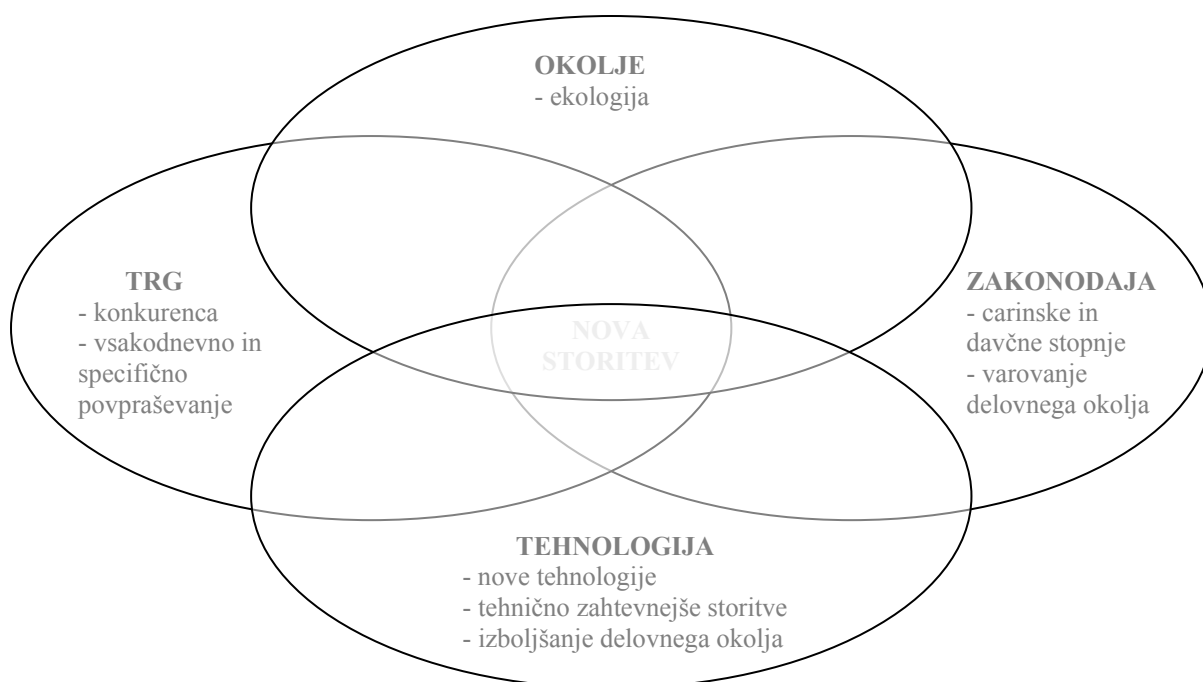 OKOLJE
- ekologija
TRG
- konkurenca
- vsakodnevno in
specifično
povpraševanje
NOVA
STORITEV
ZAKONODAJA
- carinske in
davčne stopnje
- varovanje
delovnega okolja
TEHNOLOGIJA
- nove tehnologije
- tehnično zahtevnejše storitve
- izboljšanje delovnega okolja